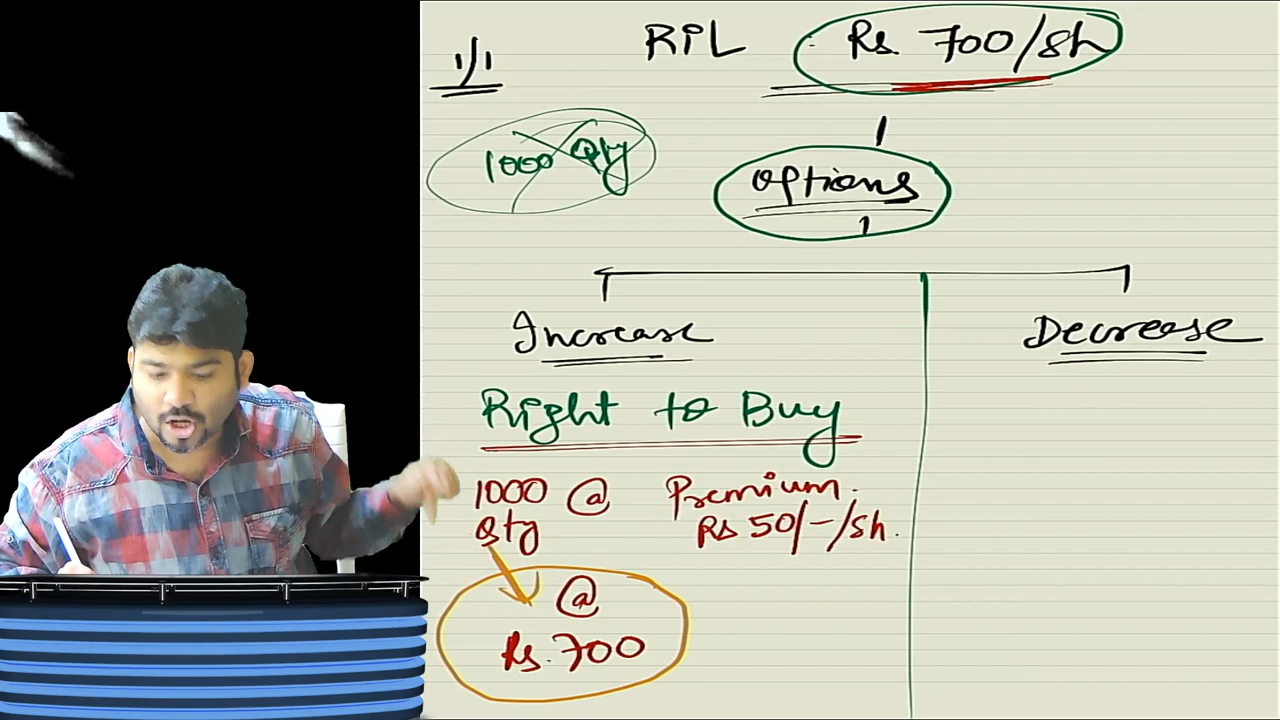 1/1
RIL Rs. 700/sh
1000 Qty
Options
Increase
Decrease
Right to Buy
1000 @ Premium.
Qty Rs 50/-/sh.
@
Rs. 700